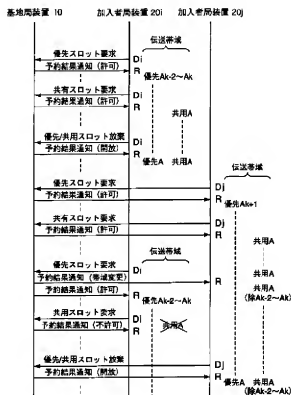 基地局装置 10 加入者局装置 20i 加入者局装置 20j
伝送帯域
優先スロット要求 Di
予約結果通知(許可) R
優先Ak-2〜Ak
共有スロット要求 Di
予約結果通知(許可) R
共用A
優先/共用スロット放棄 Di
予約結果通知(開放) R
優先A 共用A
伝送帯域
優先スロット要求 Dj
予約結果通知(許可) R
優先Ak+1
共有スロット要求 Dj
予約結果通知(許可) R
共用A
伝送帯域
優先スロット要求 Di
予約結果通知(帯域変更) R
共用A
(除Ak-2〜Ak)
予約結果通知(許可) R
優先Ak-2〜Ak
共用スロット要求 Di
予約結果通知(不許可) R
共用A
優先/共用スロット放棄 Dj
予約結果通知(開放) R
優先A 共用A
(除Ak-2〜Ak)